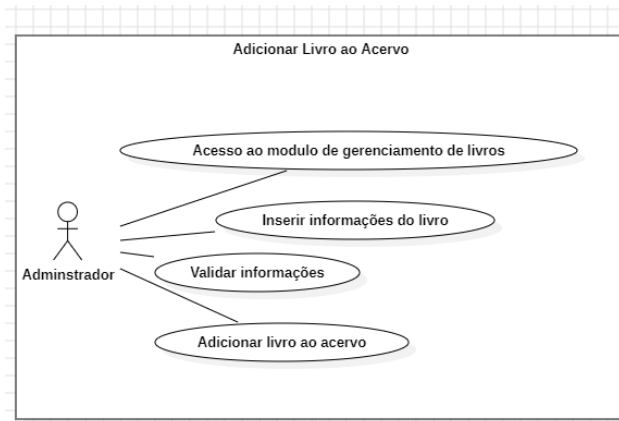 Adicionar Livro ao Acervo
Acesso ao modulo de gerenciamento de livros
Inserir informações do livro
Validar informações
Adminstrador
Adicionar livro ao acervo